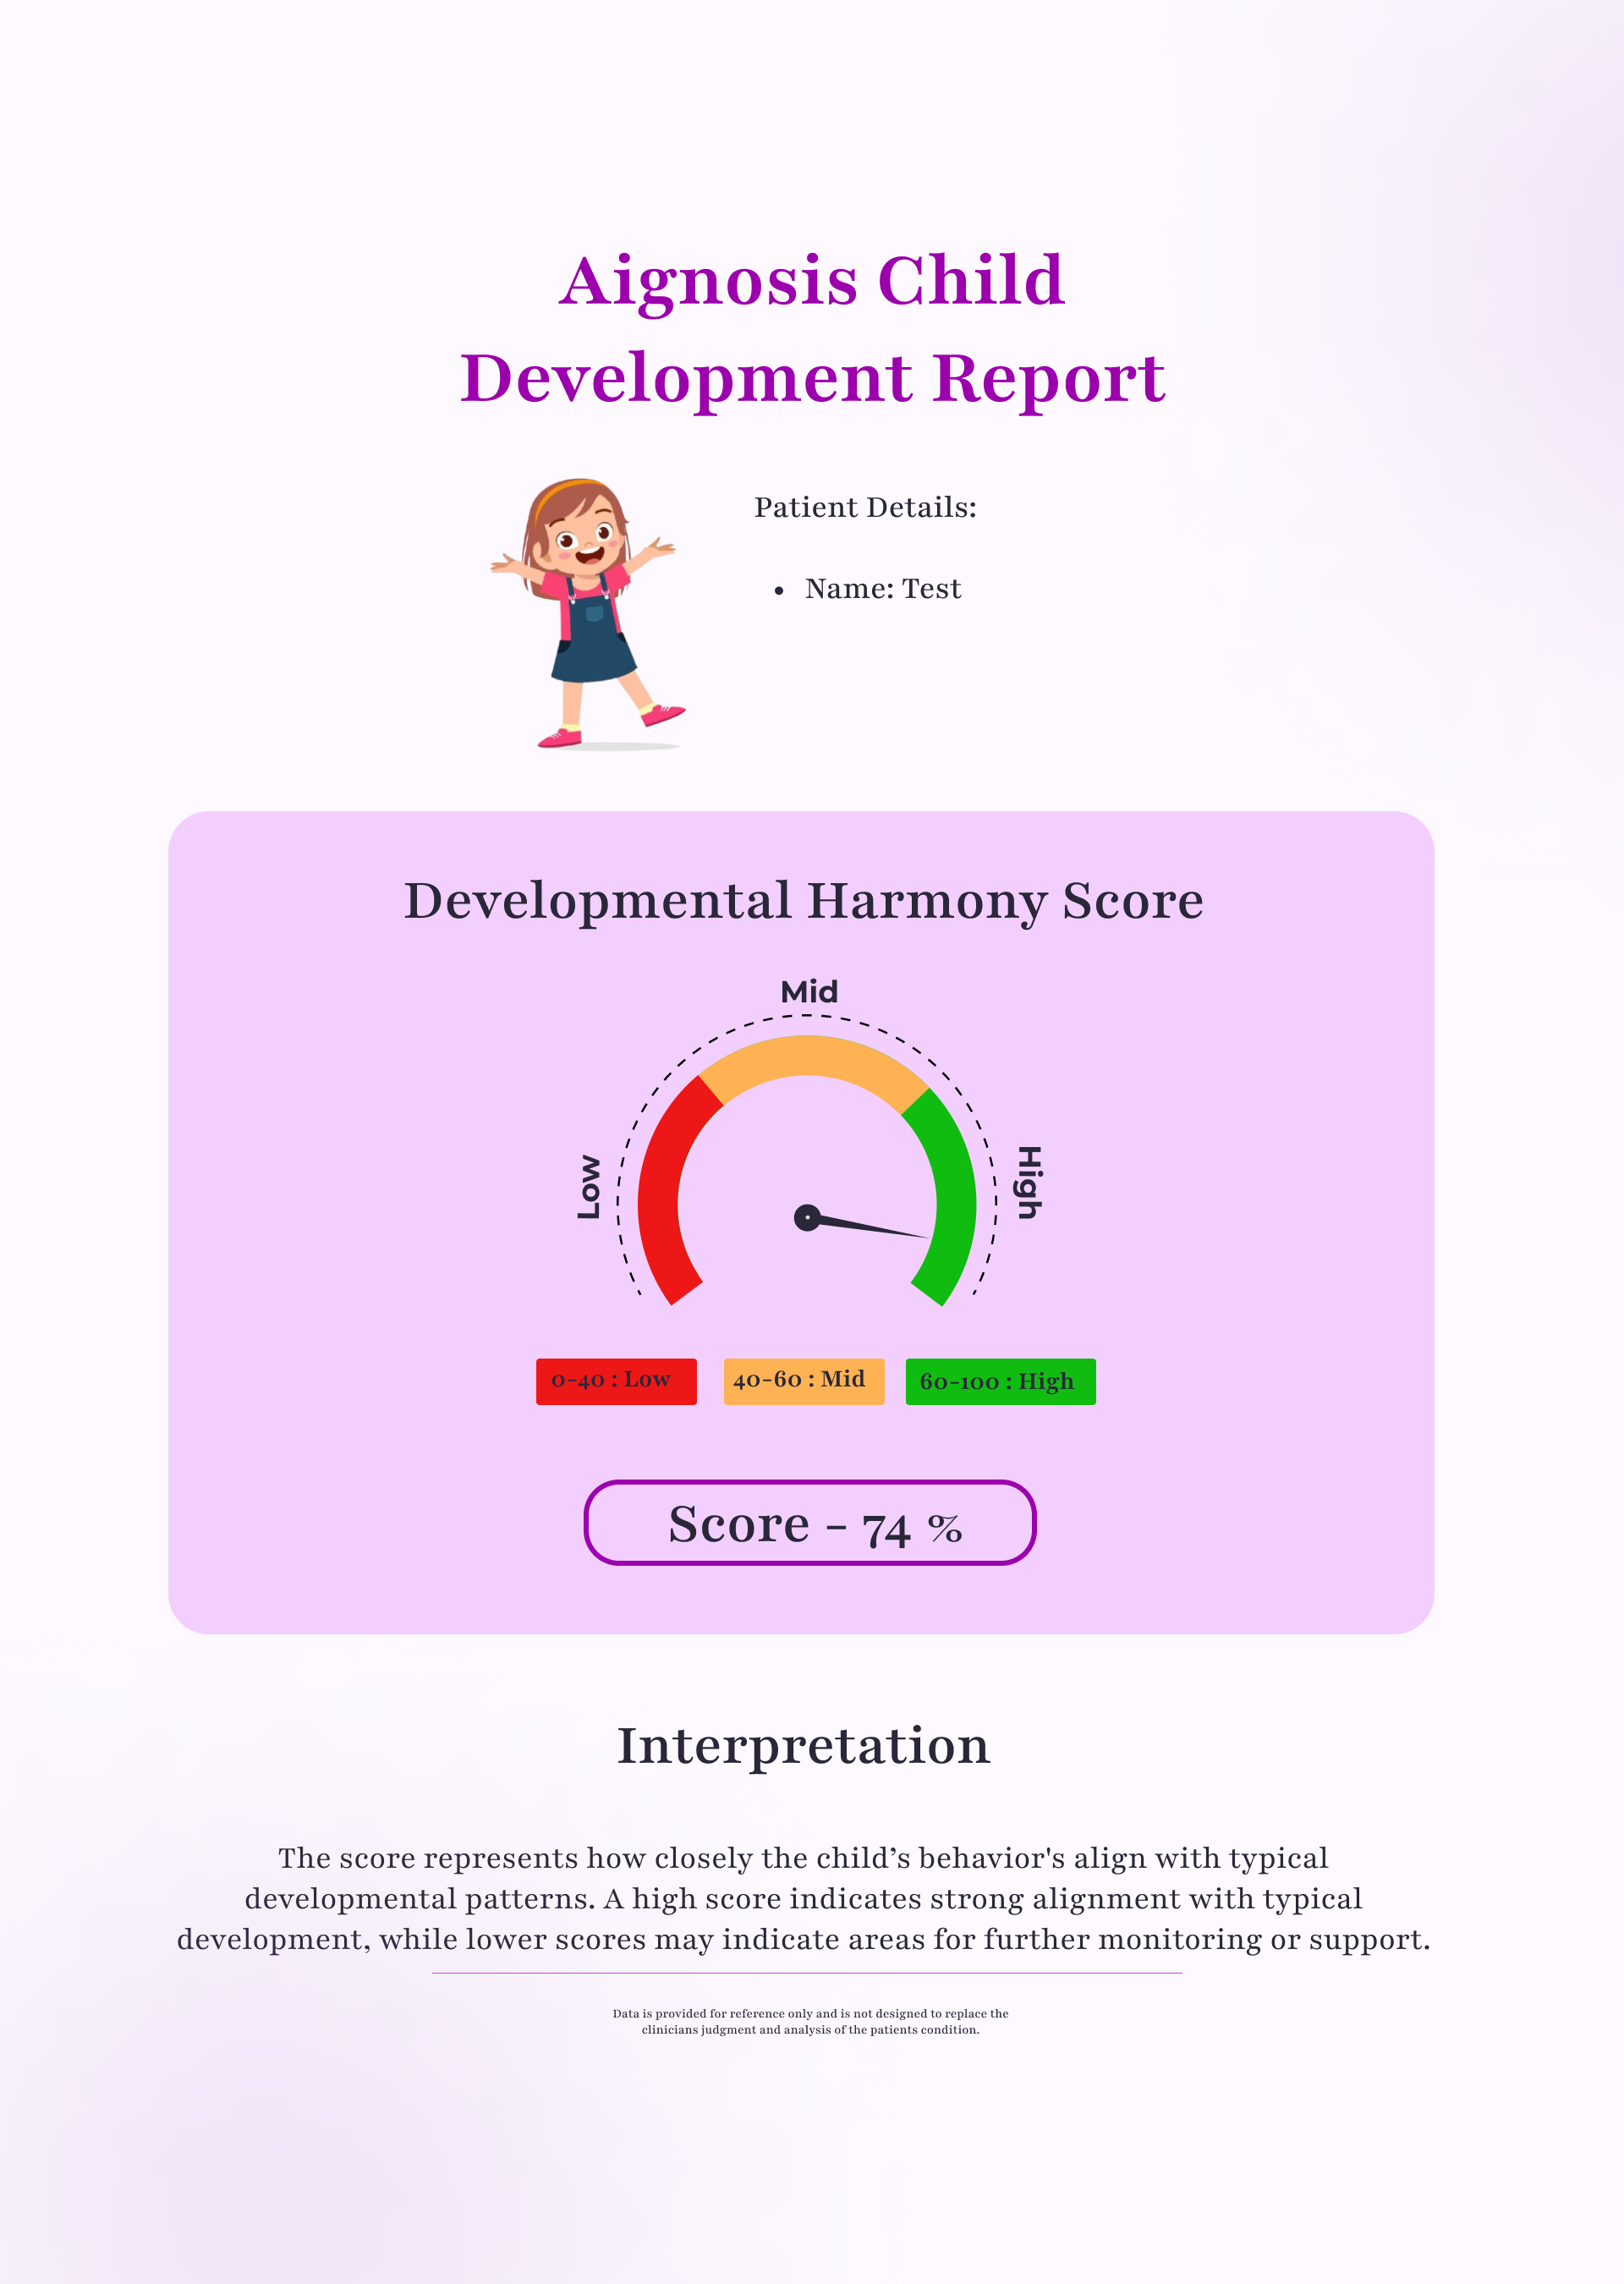 Aignosis Child
Development Report
Patient Details:
• Name: Test
Developmental Harmony Score
Mid
Low
High
0-40 : Low
40-60 : Mid
60-100 : High
Score - 74 %
Interpretation
The score represents how closely the child’s behavior's align with typical
developmental patterns. A high score indicates strong alignment with typical
development, while lower scores may indicate areas for further monitoring or support.
Data is provided for reference only and is not designed to replace the
clinicians judgment and analysis of the patients condition.